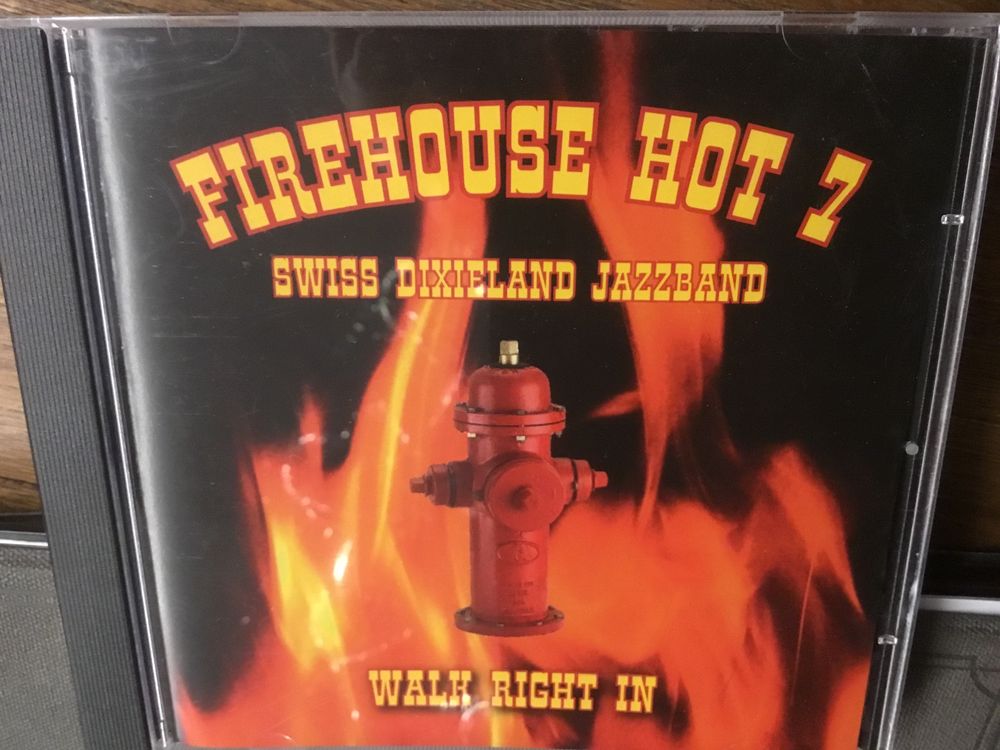 FIREHOUSE HOT 7
SWISS DIXIELAND JAZZBAND
WALK RIGHT IN